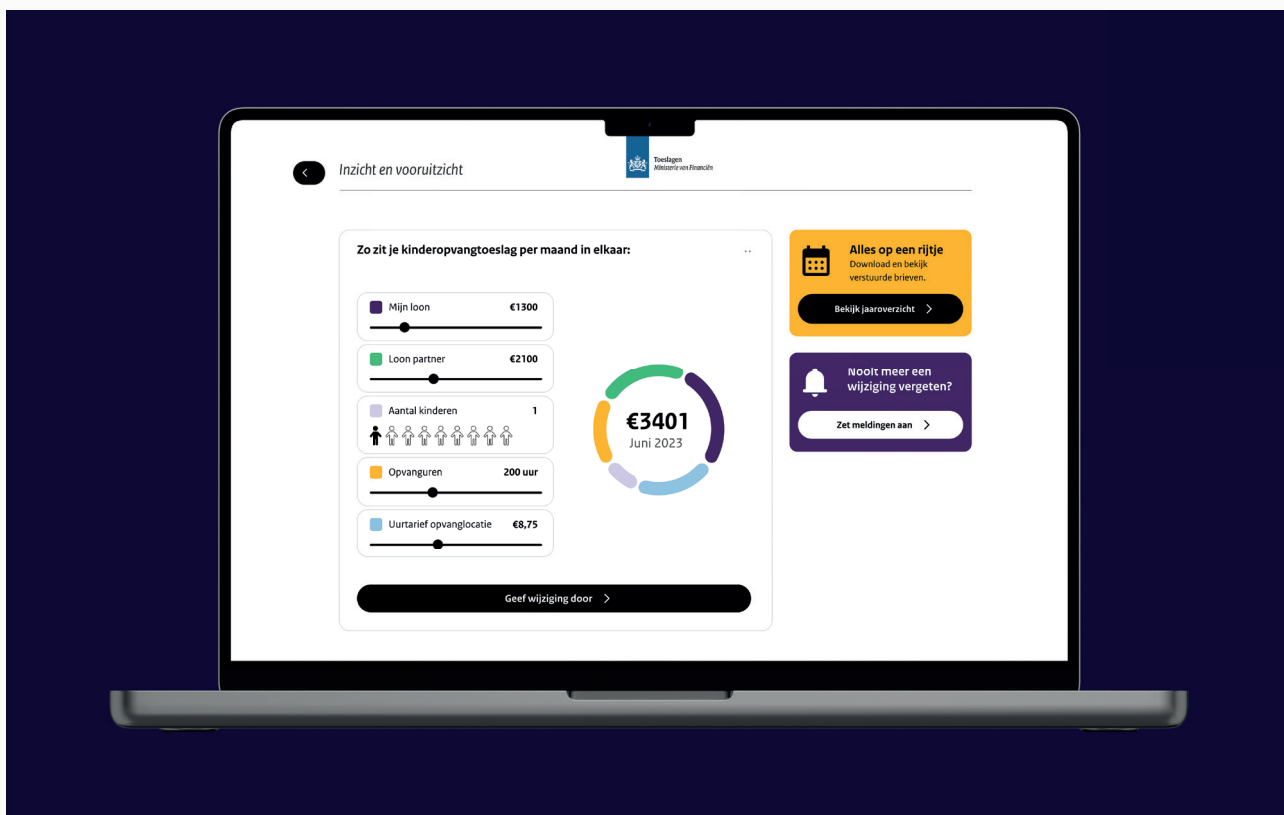 Inzicht en vooruitzicht
Toeslagen
Ministerie van Financiën
Zo zit je kinderopvangtoeslag per maand in elkaar:
Mijn loon €1300
Loon partner €2100
Aantal kinderen 1
Opvanguren 200 uur
Uurtarief opvanglocatie €8,75
€3401
Juni 2023
Geef wijziging door
Alles op een rijtje
Download en bekijk
verstuurde brieven.
Bekijk jaaroverzicht
Nooit meer een
wijziging vergeten?
Zet meldingen aan